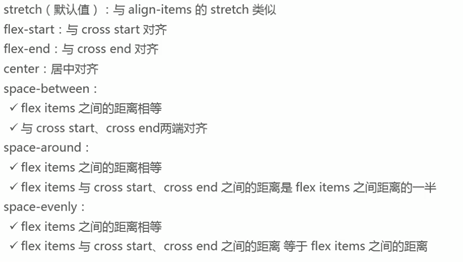 stretch（默认值）：与 align-items 的 stretch 类似
flex-start：与 cross start 对齐
flex-end：与 cross end 对齐
center：居中对齐
space-between：
✓ flex items 之间的距离相等
✓ 与 cross start、cross end两端对齐
space-around：
✓ flex items 之间的距离相等
✓ flex items 与 cross start、cross end 之间的距离是 flex items 之间距离的一半
space-evenly：
✓ flex items 之间的距离相等
✓ flex items 与 cross start、cross end 之间的距离 等于 flex items 之间的距离